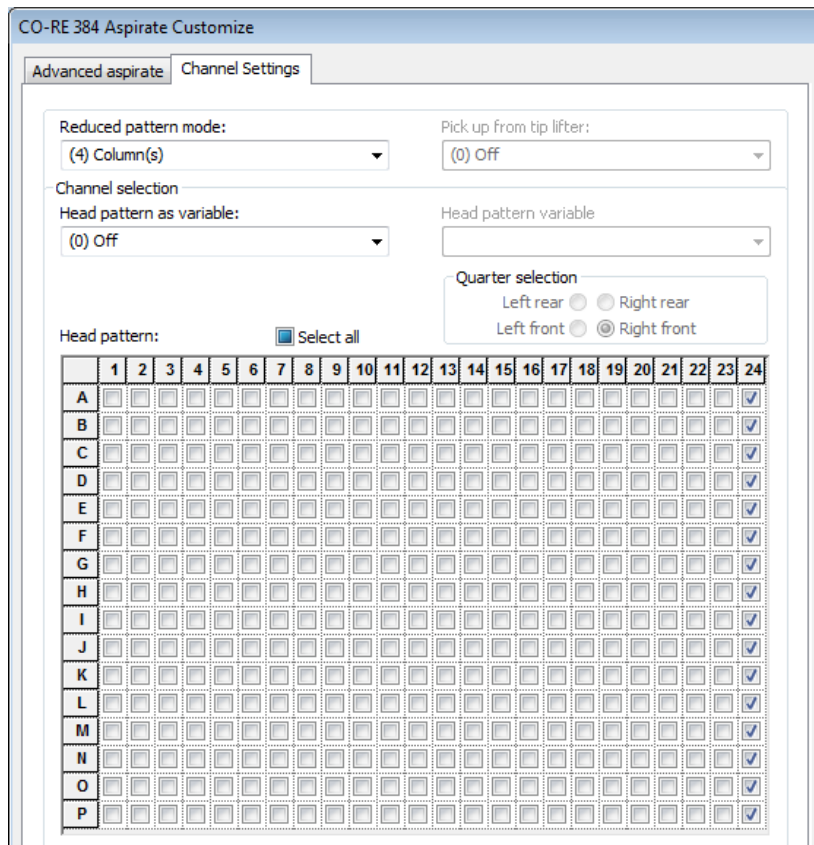 CO-RE 384 Aspirate Customize
Advanced aspirate Channel Settings
Reduced pattern mode: Pick up from tip lifter:
(4) Column(s) (0) Off
Channel selection
Head pattern as variable: Head pattern variable
(0) Off
Quarter selection
Left rear Right rear
Left front Right front
Head pattern: Select all
1 2 3 4 5 6 7 8 9 10 11 12 13 14 15 16 17 18 19 20 21 22 23 24
A
B
C
D
E
F
G
H
I
J
K
L
M
N
O
P